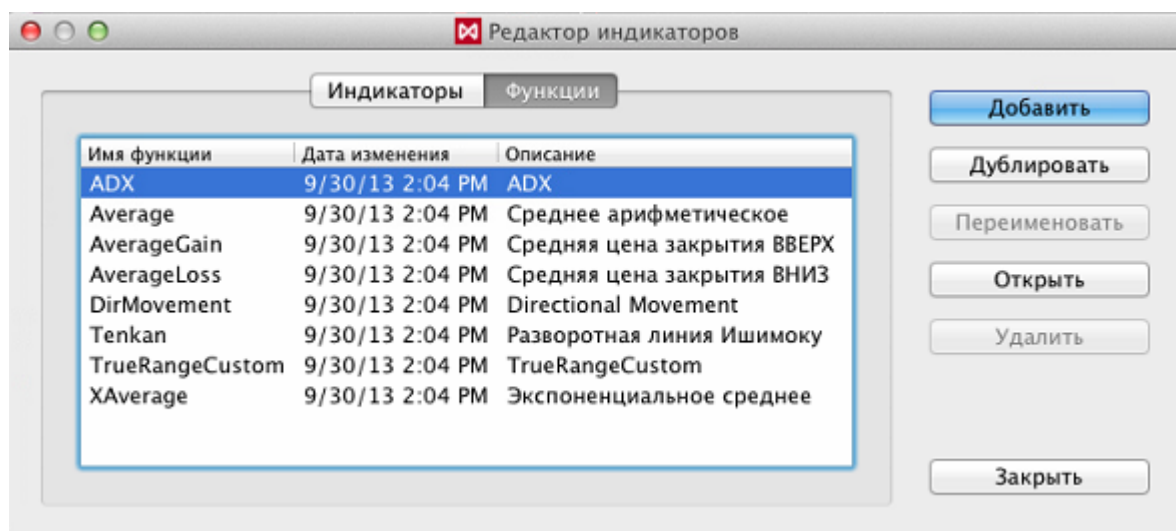 Редактор индикаторов
Индикаторы Функции
Добавить
Имя функции Дата изменения Описание
ADX 9/30/13 2:04 PM ADX
Дублировать
Average 9/30/13 2:04 PM Среднее арифметическое
Переименовать
AverageGain 9/30/13 2:04 PM Средняя цена закрытия ВВЕРХ
AverageLoss 9/30/13 2:04 PM Средняя цена закрытия ВНИЗ
Открыть
DirMovement 9/30/13 2:04 PM Directional Movement
Tenkan 9/30/13 2:04 PM Разворотная линия Ишимоку
Удалить
TrueRangeCustom 9/30/13 2:04 PM TrueRangeCustom
XAverage 9/30/13 2:04 PM Экспоненциальное среднее
Закрыть